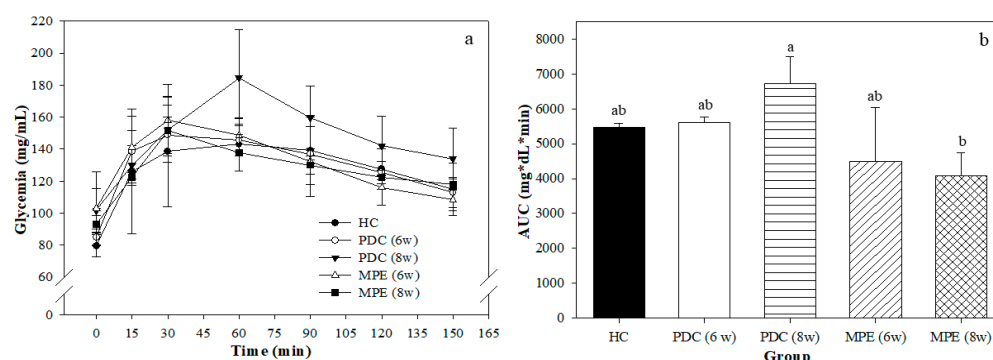 a
220
200
180
160
140
120
100
80
60
0
Glycemia (mg/mL)
HC
PDC (6w)
PDC (8w)
MPE (6w)
MPE (8w)
0 15 30 45 60 75 90 105 120 135 150 165
Time (min)
b
8000
7000
6000
5000
4000
3000
2000
1000
0
AUC (mg*dL*min)
ab
ab
a
ab
b
HC PDC (6 w) PDC (8w) MPE (6w) MPE (8w)
Group